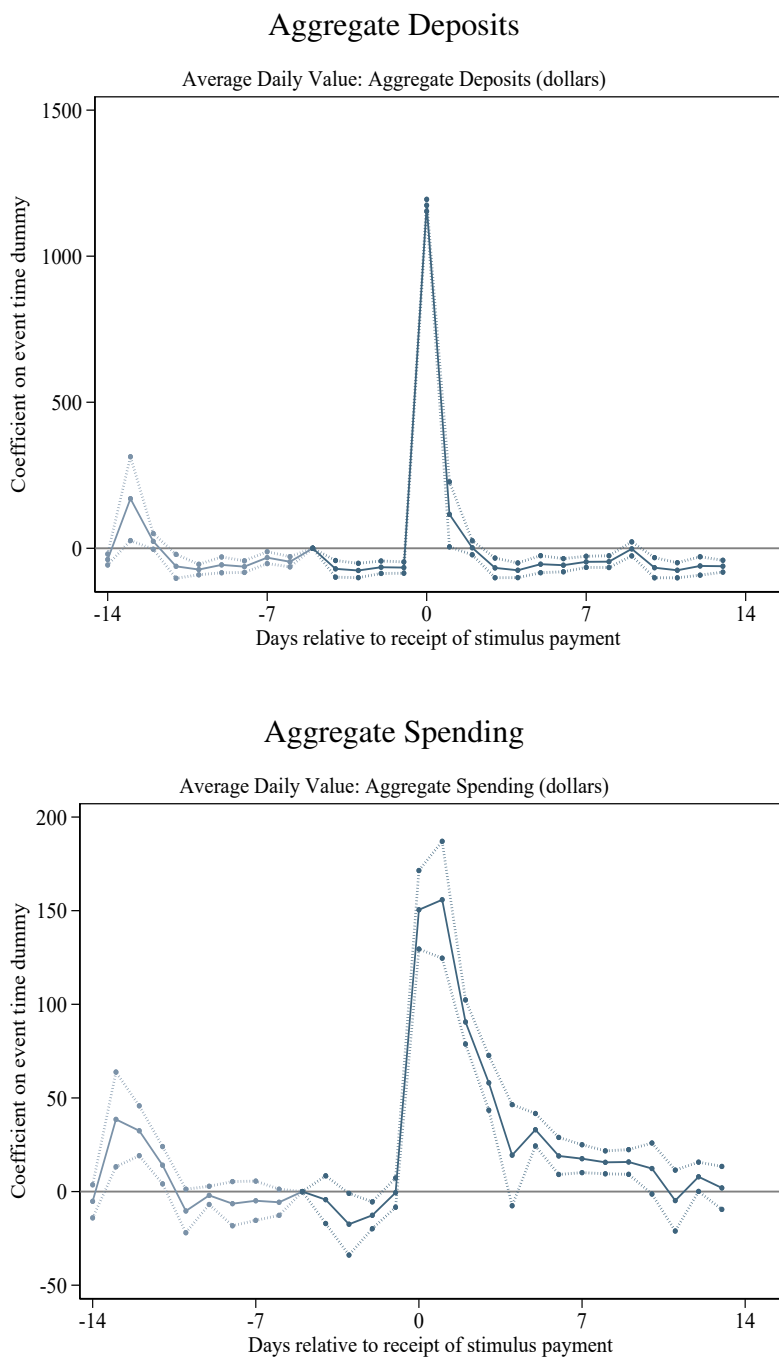 Aggregate Deposits
Average Daily Value: Aggregate Deposits (dollars)
Coefficient on event time dummy
1500
1000
500
0
-14
-7
0
7
14
Days relative to receipt of stimulus payment
Aggregate Spending
Average Daily Value: Aggregate Spending (dollars)
Coefficient on event time dummy
200
150
100
50
0
-50
-14
-7
0
7
14
Days relative to receipt of stimulus payment